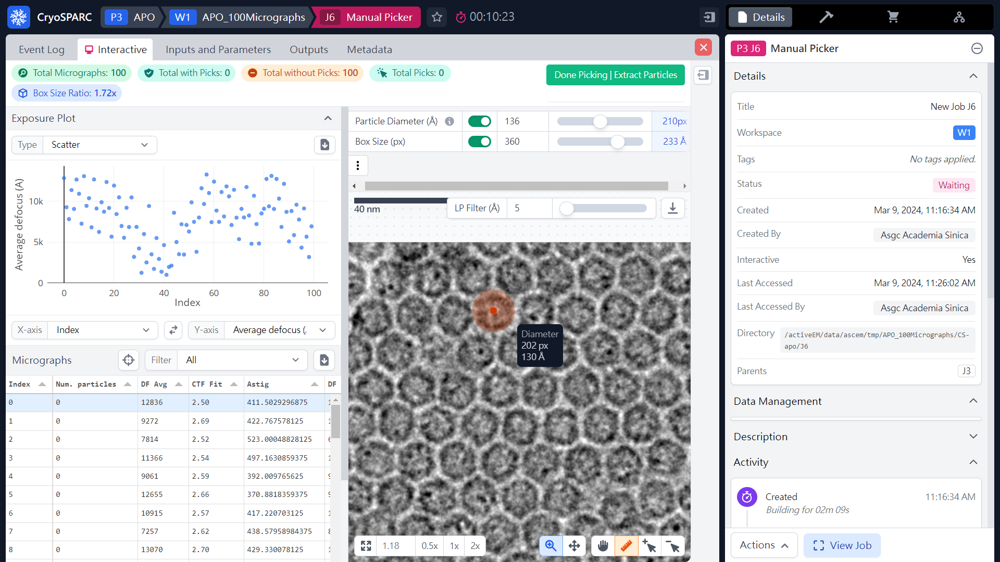 CryoSPARC P3 APO W1 APO_100Micrographs J6 Manual Picker 00:10:23 Details
Event Log Interactive Inputs and Parameters Outputs Metadata
Total Micrographs: 100 Total with Picks: 0 Total without Picks: 100 Total Picks: 0
Box Size Ratio: 1.72x
Done Picking | Extract Particles
Exposure Plot
Type Scatter
Average defocus (A)
10k
5k
0
0 20 40 60 80 100
Index
X-axis Index Y-axis Average defocus (.
Micrographs Filter All
Index Num. particles DF Avg CTF Fit Astig DF
0 0 12836 2.50 411.5029296875
1 0 9272 2.69 422.767578125
2 0 7814 2.52 523.00048828125
3 0 11366 2.54 497.1630859375
4 0 9061 2.59 392.009765625
5 0 12655 2.66 370.8818359375
6 0 10915 2.57 417.220703125
7 0 7257 2.62 438.57958984375
8 0 13070 2.70 429.330078125
Particle Diameter (Å) 136 210px
Box Size (px) 360 233 Å
40 nm
LP Filter (Å) 5
Diameter
202 px
130 Å
1.18 0.5x 1x 2x
P3 J6 Manual Picker
Details
Title New Job J6
Workspace W1
Tags No tags applied.
Status Waiting
Created Mar 9, 2024, 11:16:34 AM
Created By Asgc Academia Sinica
Interactive Yes
Last Accessed Mar 9, 2024, 11:26:02 AM
Last Accessed By Asgc Academia Sinica
Directory /activeEM/data/ascem/tmp/APO_100Micrographs/CS-
apo/J6
Parents J3
Data Management
Description
Activity
Created 11:16:34 AM
Building for 02m 09s
Actions View Job